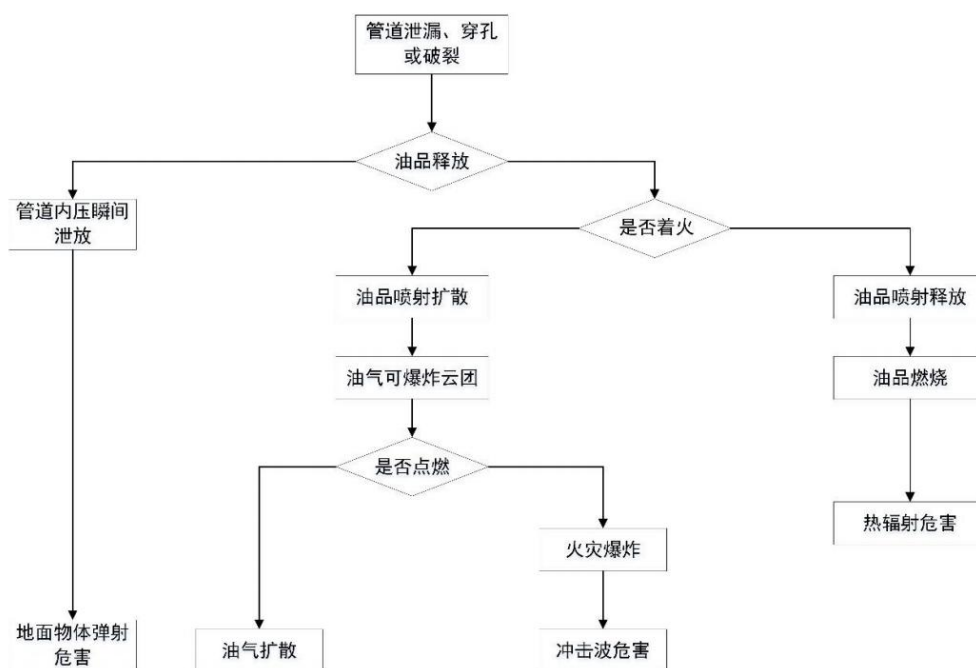 管道泄漏、穿孔
或破裂
油品释放
管道内压瞬间
泄放
是否着火
油品喷射扩散
油品喷射释放
油气可爆炸云团
油品燃烧
是否点燃
热辐射危害
火灾爆炸
地面物体弹射
危害
油气扩散
冲击波危害